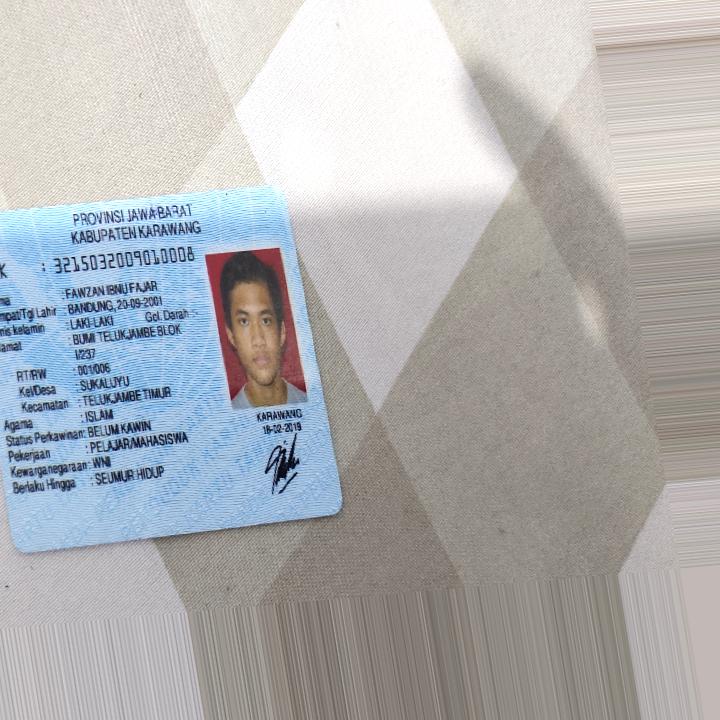 PROVINSI JAWA BARAT
KABUPATEN KARAWANG
K : 3215032009010008
ma : FAWZAN IBNU FAJAR
mpat/Tgl Lahir : BANDUNG, 20-09-2001
nis kelamin : LAKI-LAKI Gol. Darah : -
amat : BUMI TELUKJAMBE BLOK
I/237
RT/RW : 001/006
Kel/Desa : SUKALUYU
Kecamatan : TELUKJAMBE TIMUR
Agama : ISLAM
Status Perkawinan: BELUM KAWIN
Pekerjaan : PELAJAR/MAHASISWA
Kewarganegaraan: WNI
Berlaku Hingga : SEUMUR HIDUP
KARAWANG
18-02-2019